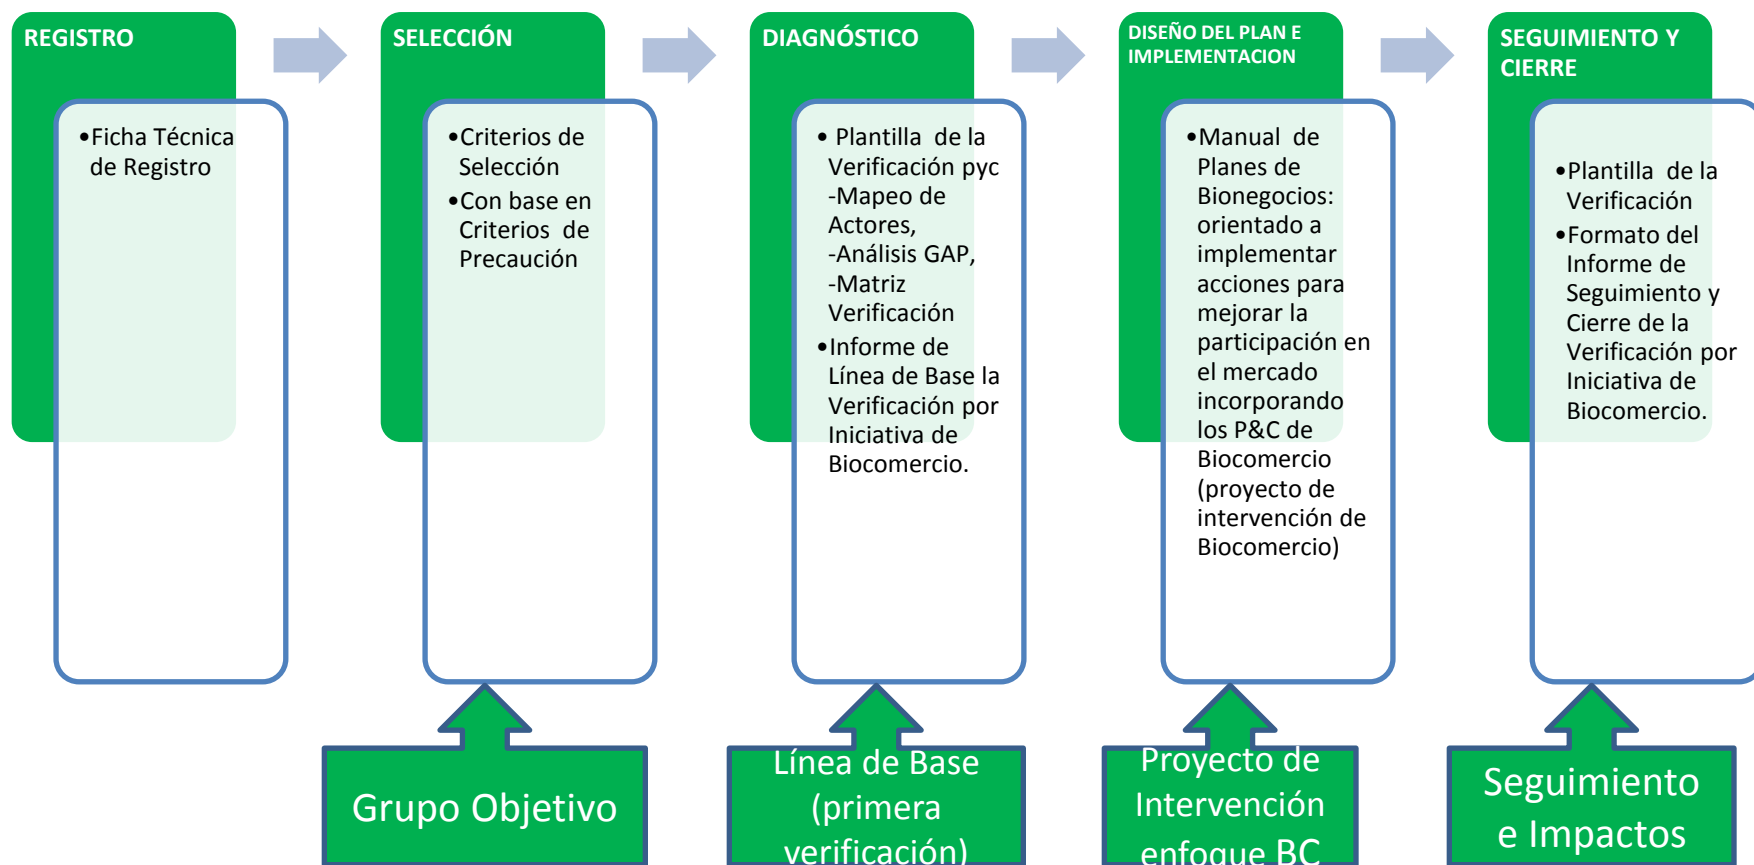 REGISTRO
•Ficha Técnica
de Registro
SELECCIÓN
•Criterios de
Selección
•Con base en
Criterios de
Precaución
DIAGNÓSTICO
• Plantilla de la
Verificación pyc
-Mapeo de
Actores,
-Análisis GAP,
-Matriz
Verificación
•Informe de
Línea de Base la
Verificación por
Iniciativa de
Biocomercio.
DISEÑO DEL PLAN E
IMPLEMENTACION
•Manual de
Planes de
Bionegocios:
orientado a
implementar
acciones para
mejorar la
participación en
el mercado
incorporando
los P&C de
Biocomercio
(proyecto de
intervención de
Biocomercio)
SEGUIMIENTO Y
CIERRE
•Plantilla de la
Verificación
•Formato del
Informe de
Seguimiento y
Cierre de la
Verificación por
Iniciativa de
Biocomercio.
Grupo Objetivo
Línea de Base
(primera
verificación)
Proyecto de
Intervención
enfoque BC
Seguimiento
e Impactos